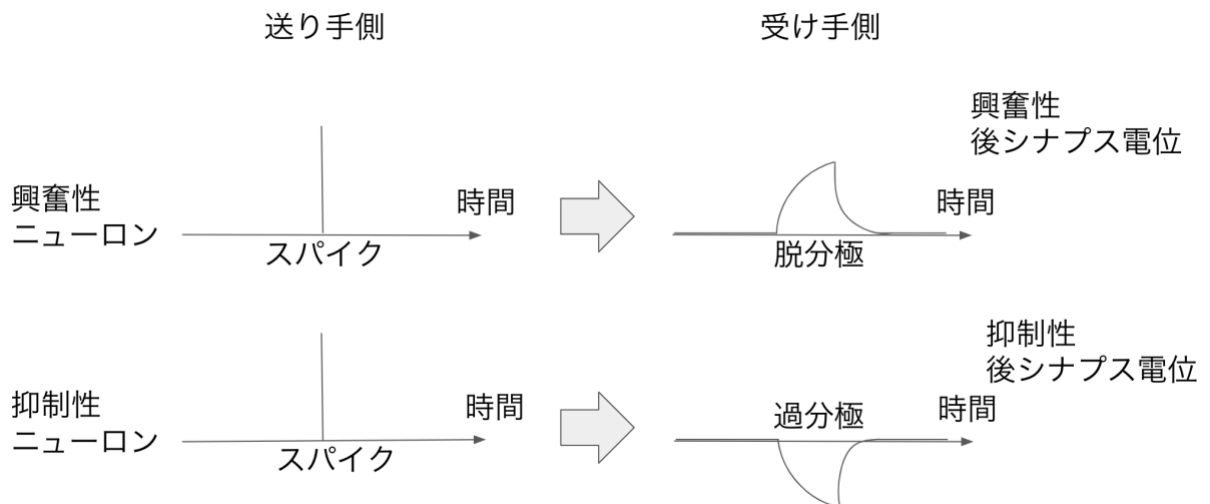 送り手側
受け手側
興奮性
ニューロン
スパイク
時間
脱分極
時間
興奮性
後シナプス電位
抑制性
ニューロン
スパイク
時間
過分極
時間
抑制性
後シナプス電位